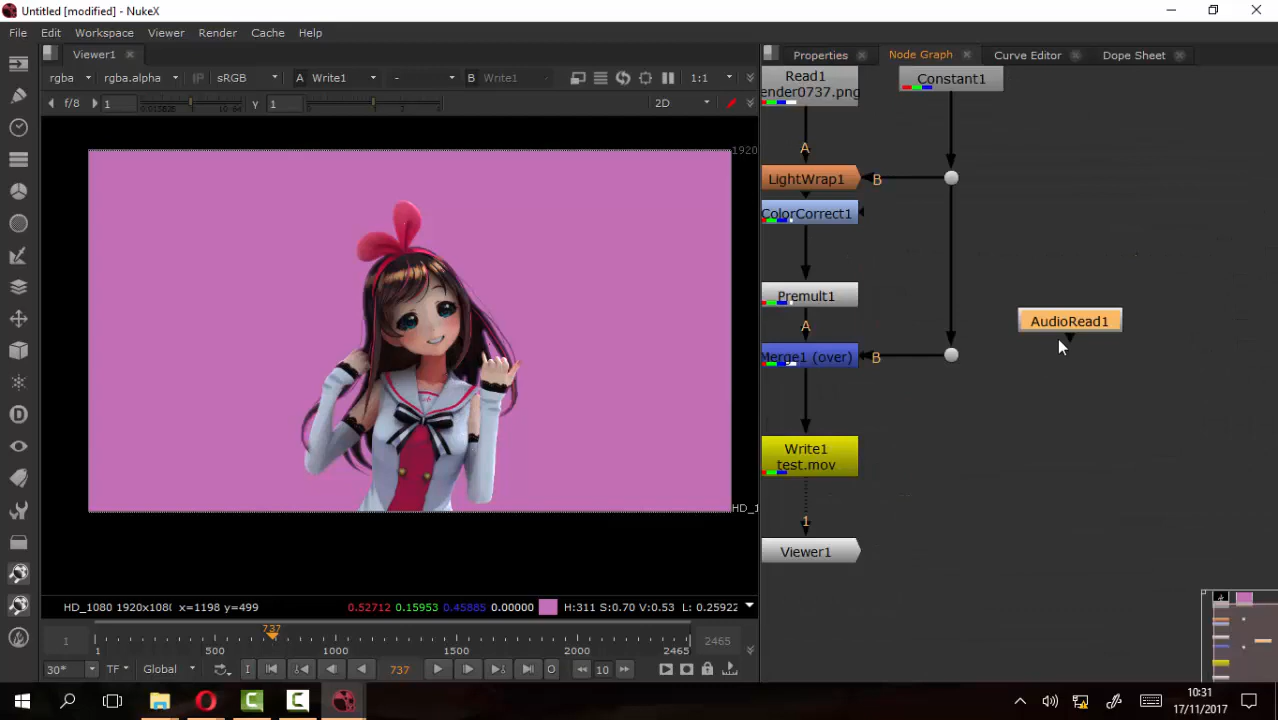 Untitled [modified] - NukeX
File Edit Workspace Viewer Render Cache Help
Viewer1
rgba rgba.alpha IP sRGB A Write1 - B Write1 1:1
f/8 1 y 1 2D
1920
HD_1
HD_1080 1920x1080 x=1198 y=499 0.52712 0.15953 0.45885 0.00000 H:311 S:0.70 V:0.53 L: 0.25922
1 737 2465
1 500 1000 1500 2000 2465
30* TF Global I 737 O 10
Properties Node Graph Curve Editor Dope Sheet
Read1
ender0737.png
Constant1
A
LightWrap1
B
ColorCorrect1
Premult1
A
Merge1 (over)
B
AudioRead1
Write1
test.mov
1
Viewer1
10:31
17/11/2017